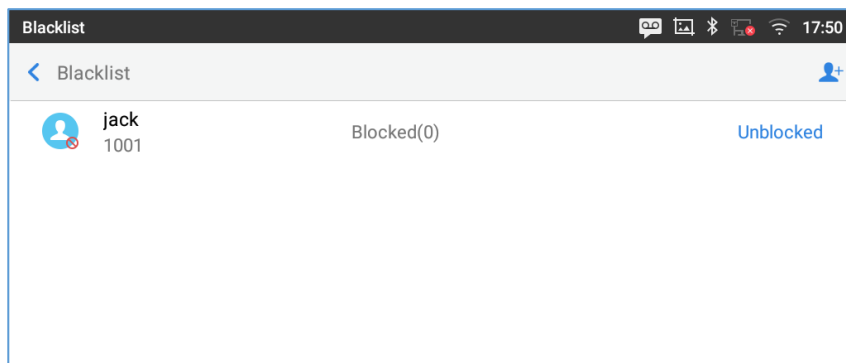 Blacklist 17:50
Blacklist
jack
1001
Blocked(0)
Unblocked